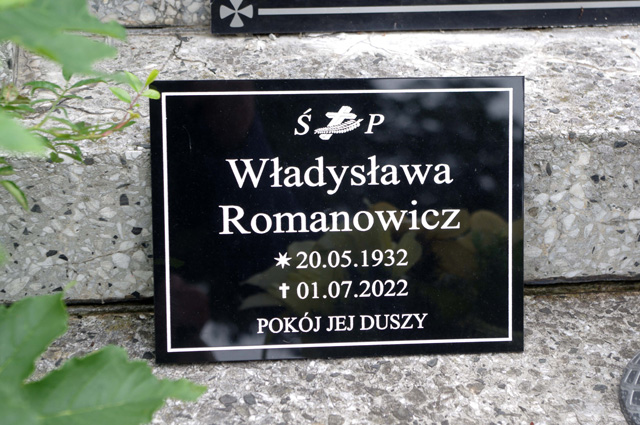 Ś P
Władysława
Romanowicz
✶ 20.05.1932
✝ 01.07.2022
POKÓJ JEJ DUSZY